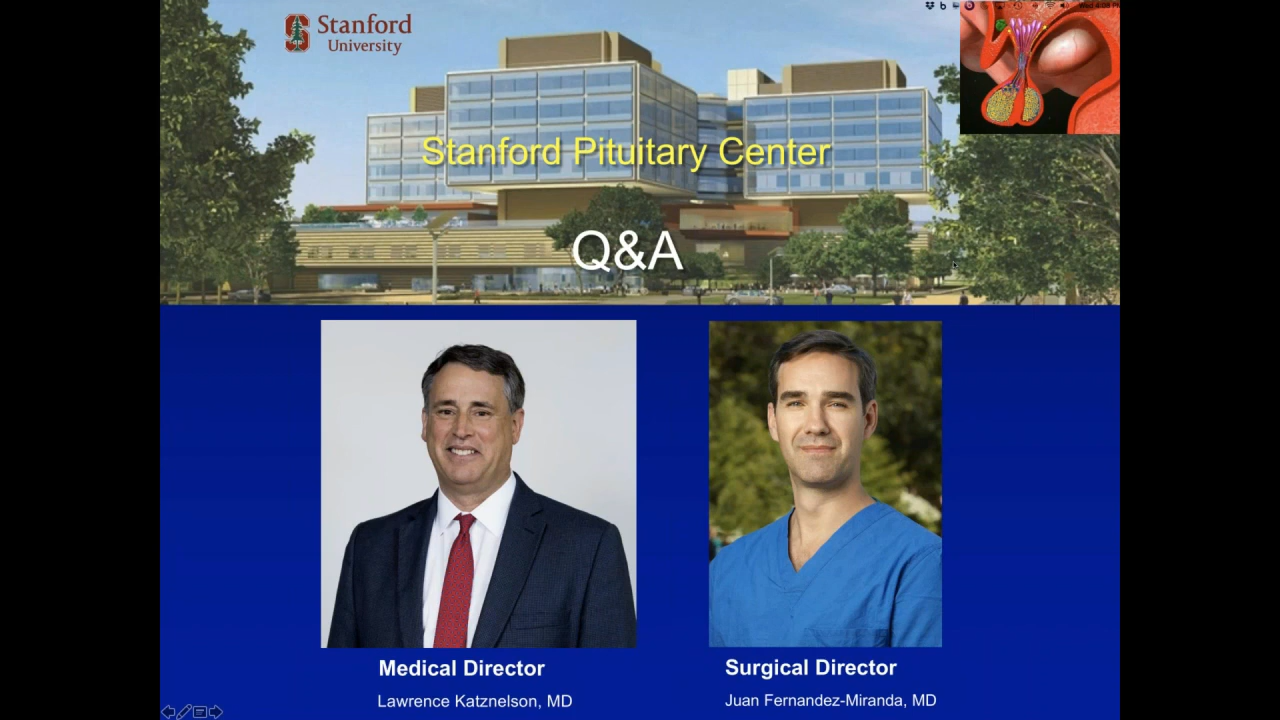 Stanford
University
Stanford Pituitary Center
Q&A
Medical Director
Lawrence Katznelson, MD
Surgical Director
Juan Fernandez-Miranda, MD